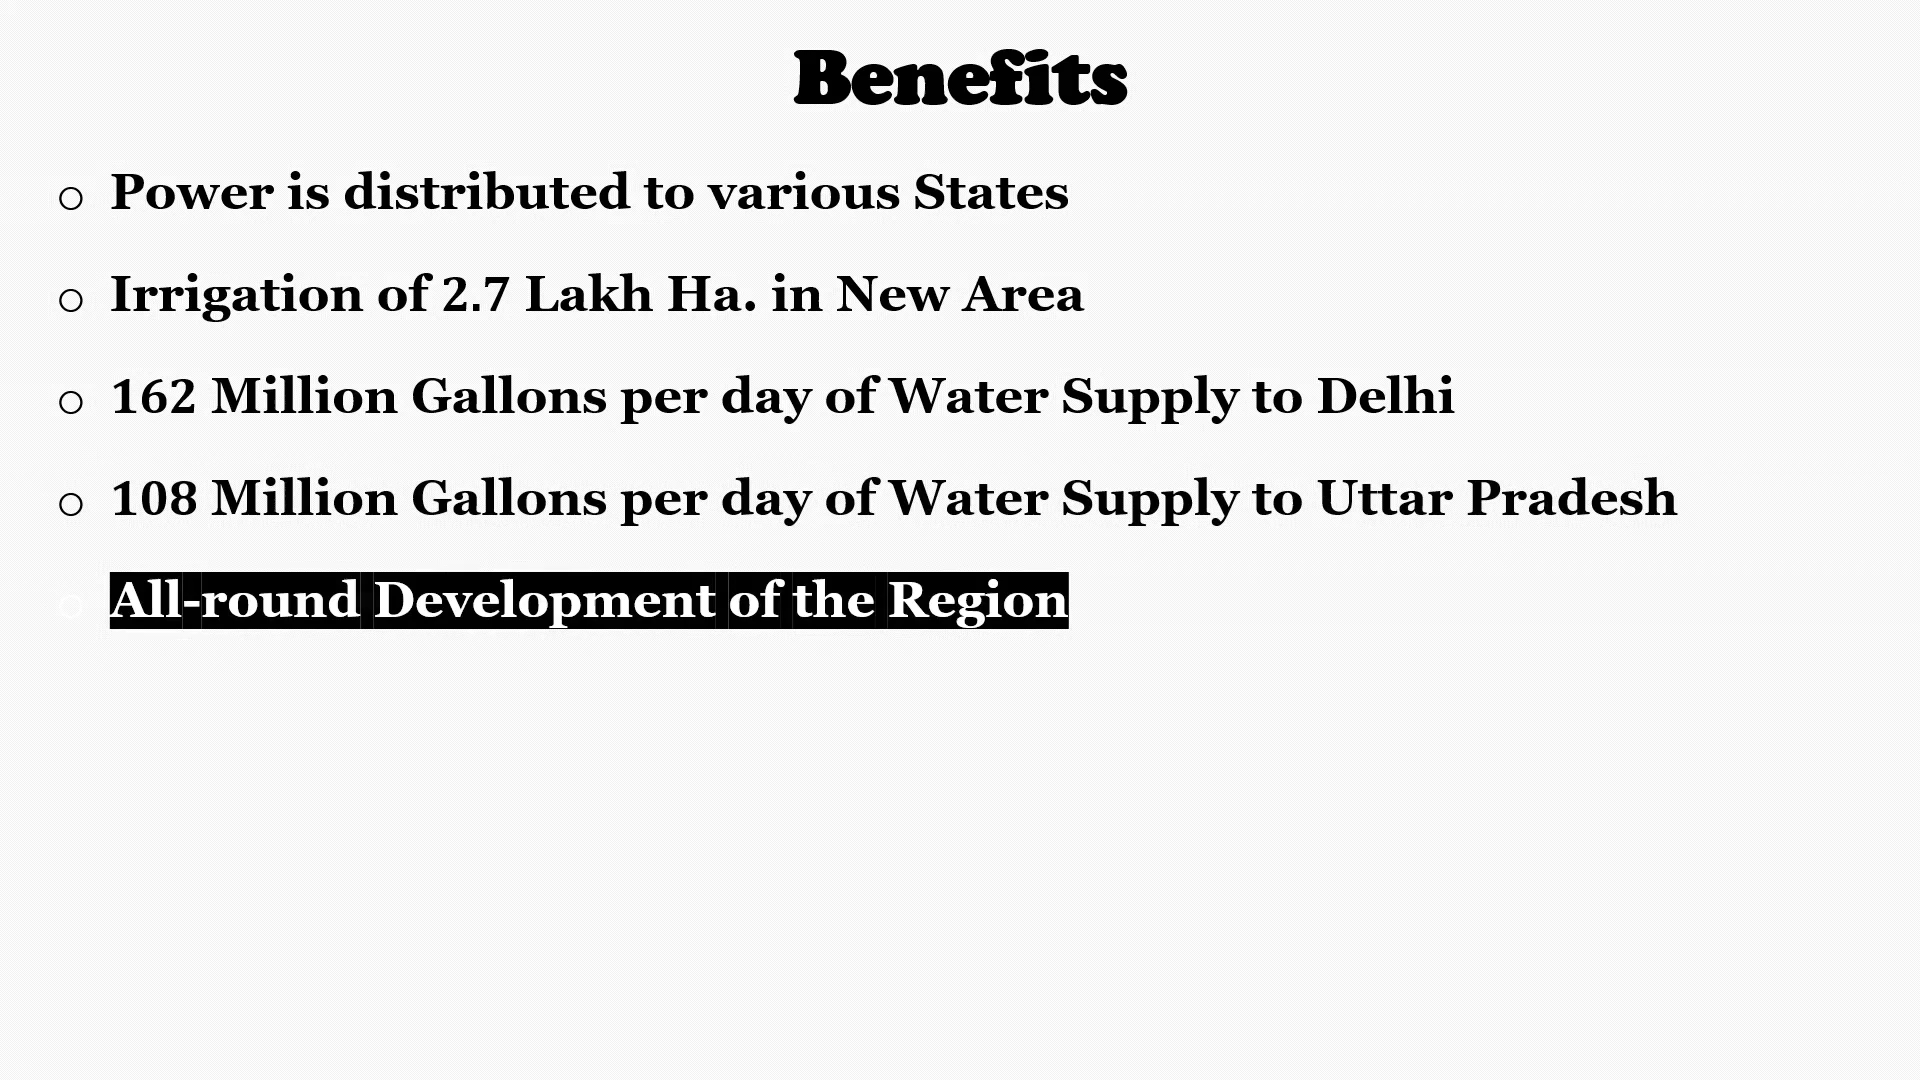 Benefits
Power is distributed to various States
Irrigation of 2.7 Lakh Ha. in New Area
162 Million Gallons per day of Water Supply to Delhi
108 Million Gallons per day of Water Supply to Uttar Pradesh
All-round Development of the Region